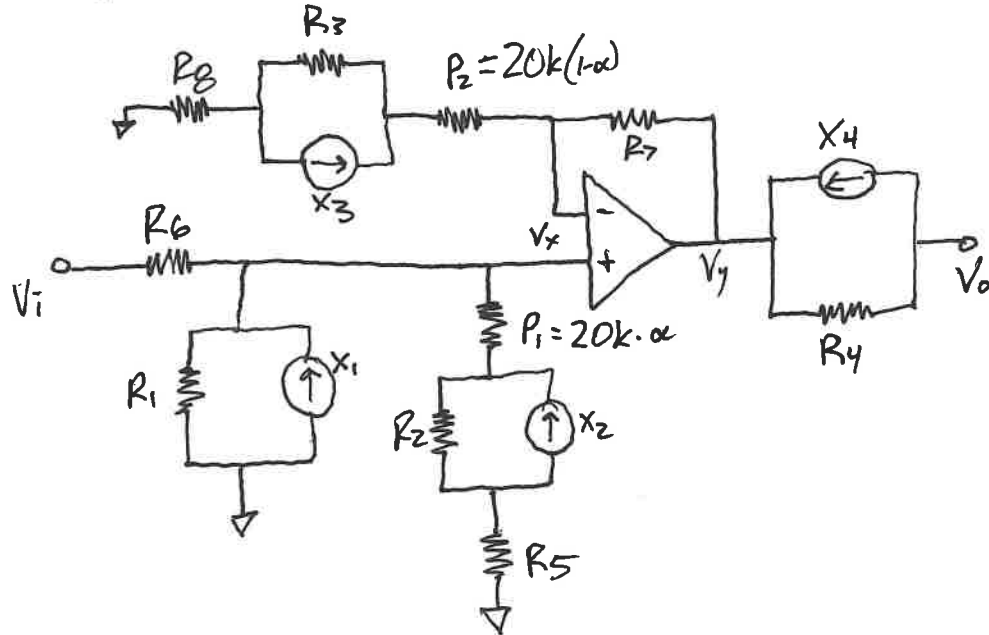 R3
P2 = 20k(1-α)
R8
R7
X4
X3
R6
Vx
-
+
Vy
Vo
Vi
P1 = 20k·α
R4
R1
X1
R2
X2
R5